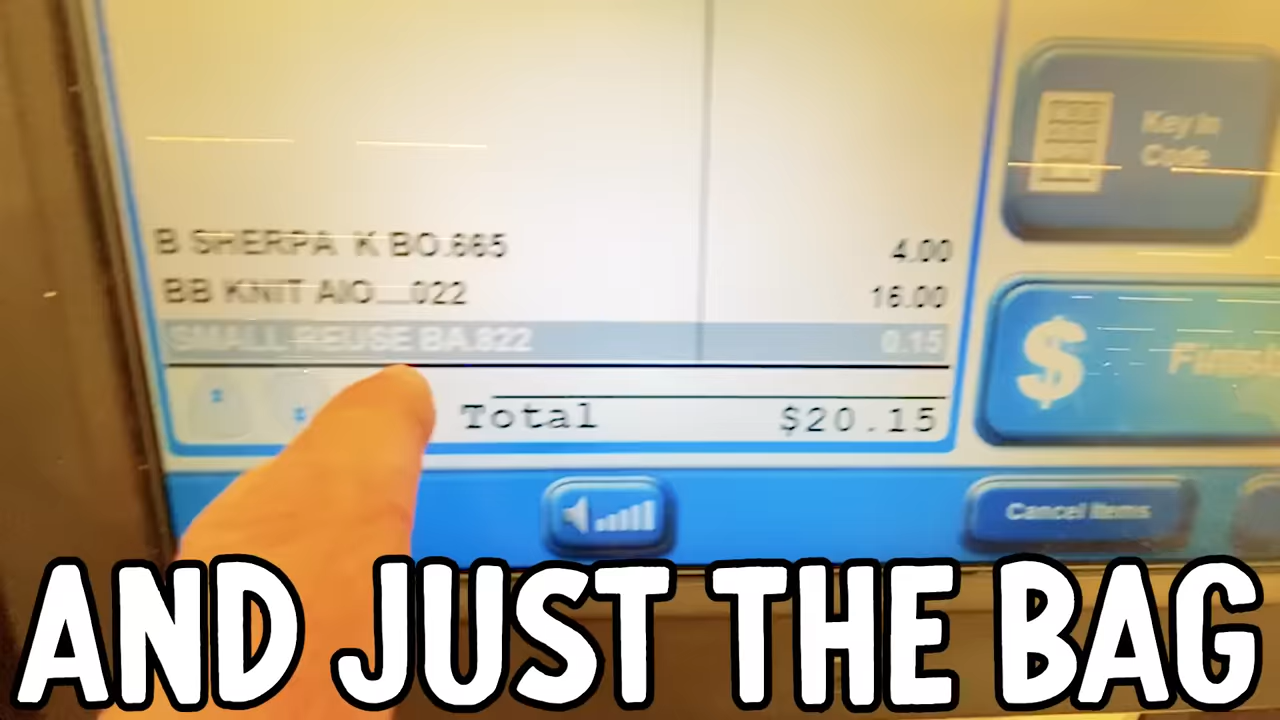 B SHERPA K BO.665 4.00
BB KNIT AIO....022 16.00
SMALL REUSE BA.822 0.15
Total $20.15
Key In
Code
$
Cancel Items
AND JUST THE BAG